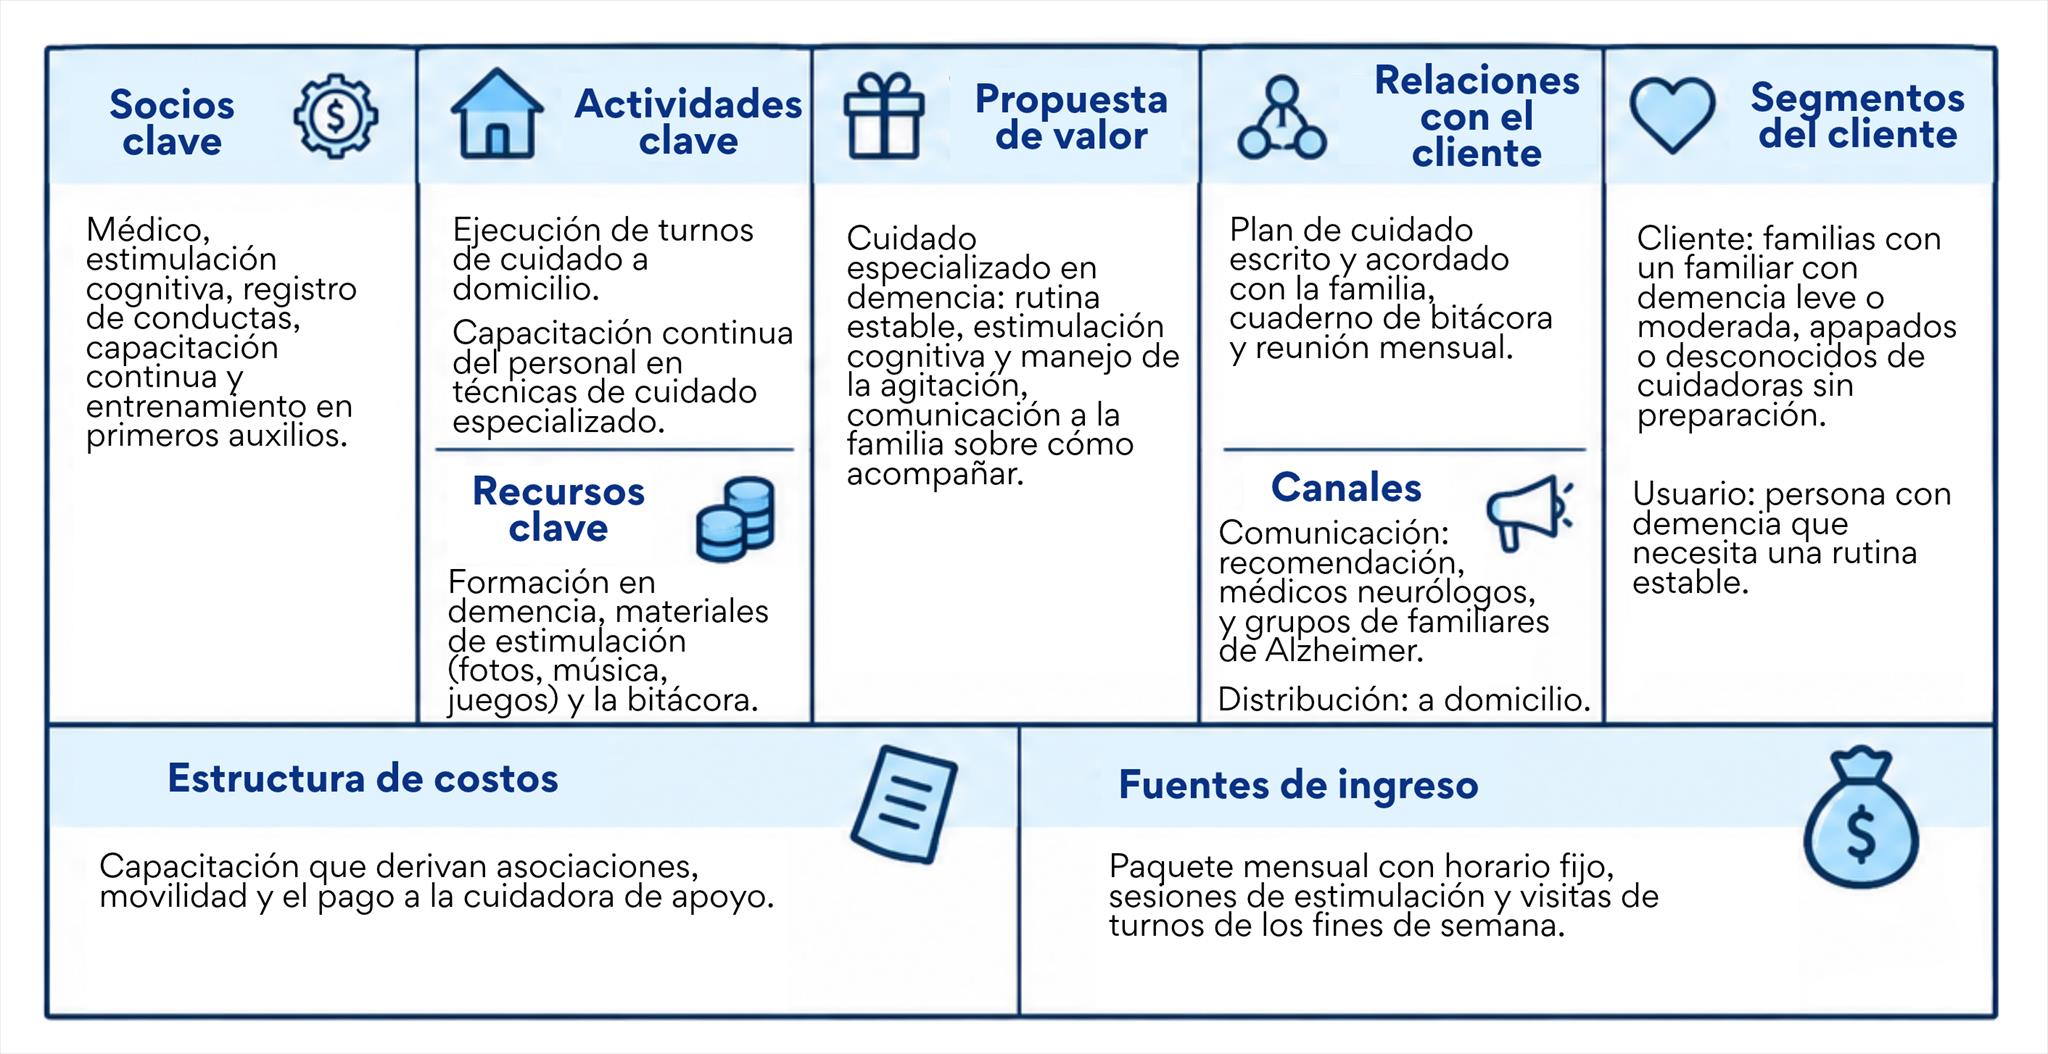 Socios
clave
Médico,
estimulación
cognitiva, registro
de conductas,
capacitación
continua y
entrenamiento en
primeros auxilios.
Actividades
clave
Ejecución de turnos
de cuidado a
domicilio.
Capacitación continua
del personal en
técnicas de cuidado
especializado.
Recursos
clave
Formación en
demencia, materiales
de estimulación
(fotos, música,
juegos) y la bitácora.
Propuesta
de valor
Cuidado
especializado en
demencia: rutina
estable, estimulación
cognitiva y manejo de
la agitación,
comunicación a la
familia sobre cómo
acompañar.
Relaciones
con el
cliente
Plan de cuidado
escrito y acordado
con la familia,
cuaderno de bitácora
y reunión mensual.
Canales
Comunicación:
recomendación,
médicos neurólogos,
y grupos de familiares
de Alzheimer.
Distribución: a domicilio.
Segmentos
del cliente
Cliente: familias con
un familiar con
demencia leve o
moderada, apapados
o desconocidos de
cuidadoras sin
preparación.
Usuario: persona con
demencia que
necesita una rutina
estable.
Estructura de costos
Capacitación que derivan asociaciones,
movilidad y el pago a la cuidadora de apoyo.
Fuentes de ingreso
Paquete mensual con horario fijo,
sesiones de estimulación y visitas de
turnos de los fines de semana.
$
$